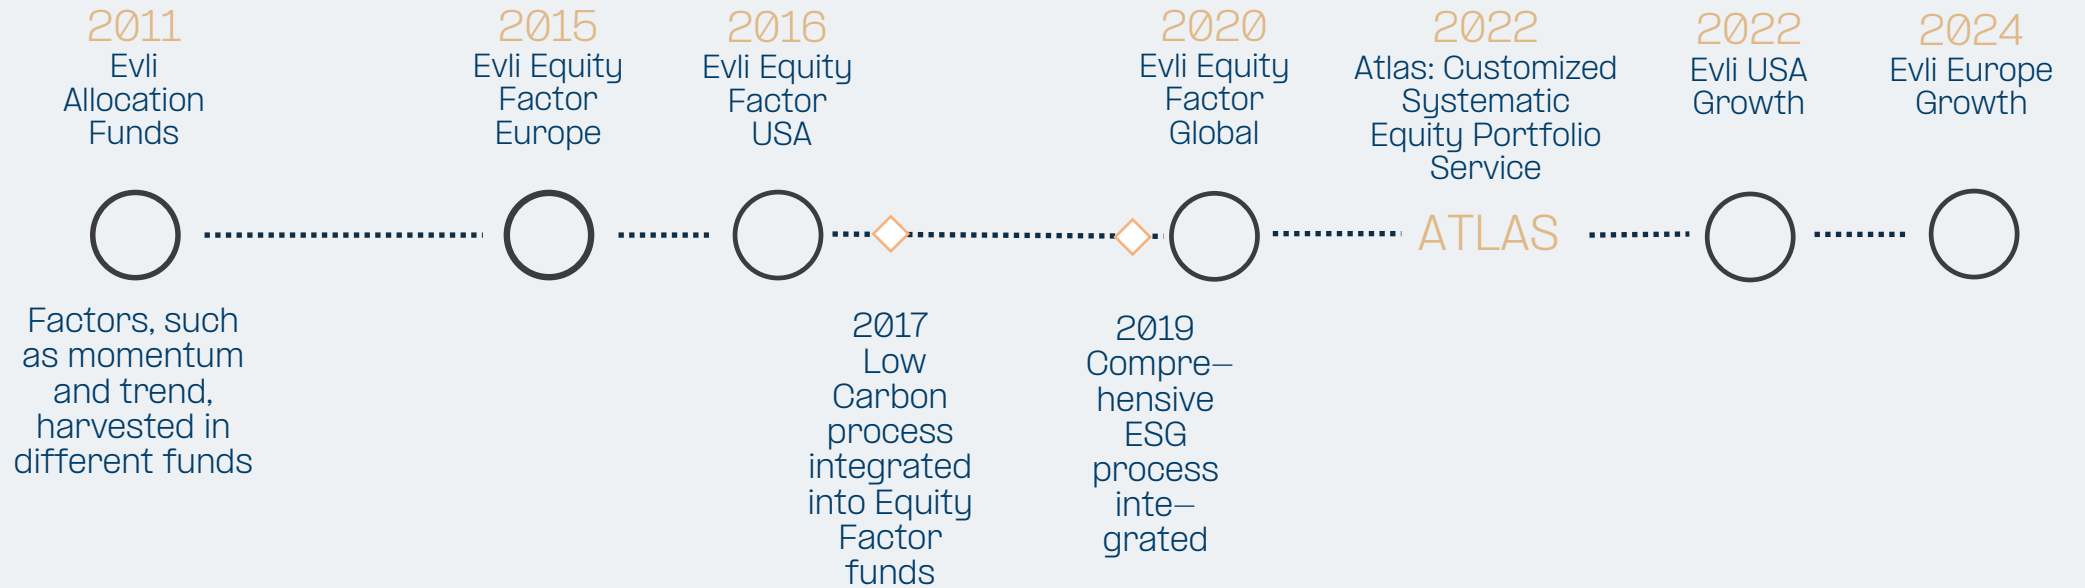 2011
Evli
Allocation
Funds
2015
Evli Equity
Factor
Europe
2016
Evli Equity
Factor
USA
2020
Evli Equity
Factor
Global
2022
Atlas: Customized
Systematic
Equity Portfolio
Service
2022
Evli USA
Growth
2024
Evli Europe
Growth
ATLAS
Factors, such
as momentum
and trend,
harvested in
different funds
2017
Low
Carbon
process
integrated
into Equity
Factor
funds
2019
Compre–
hensive
ESG
process
inte–
grated